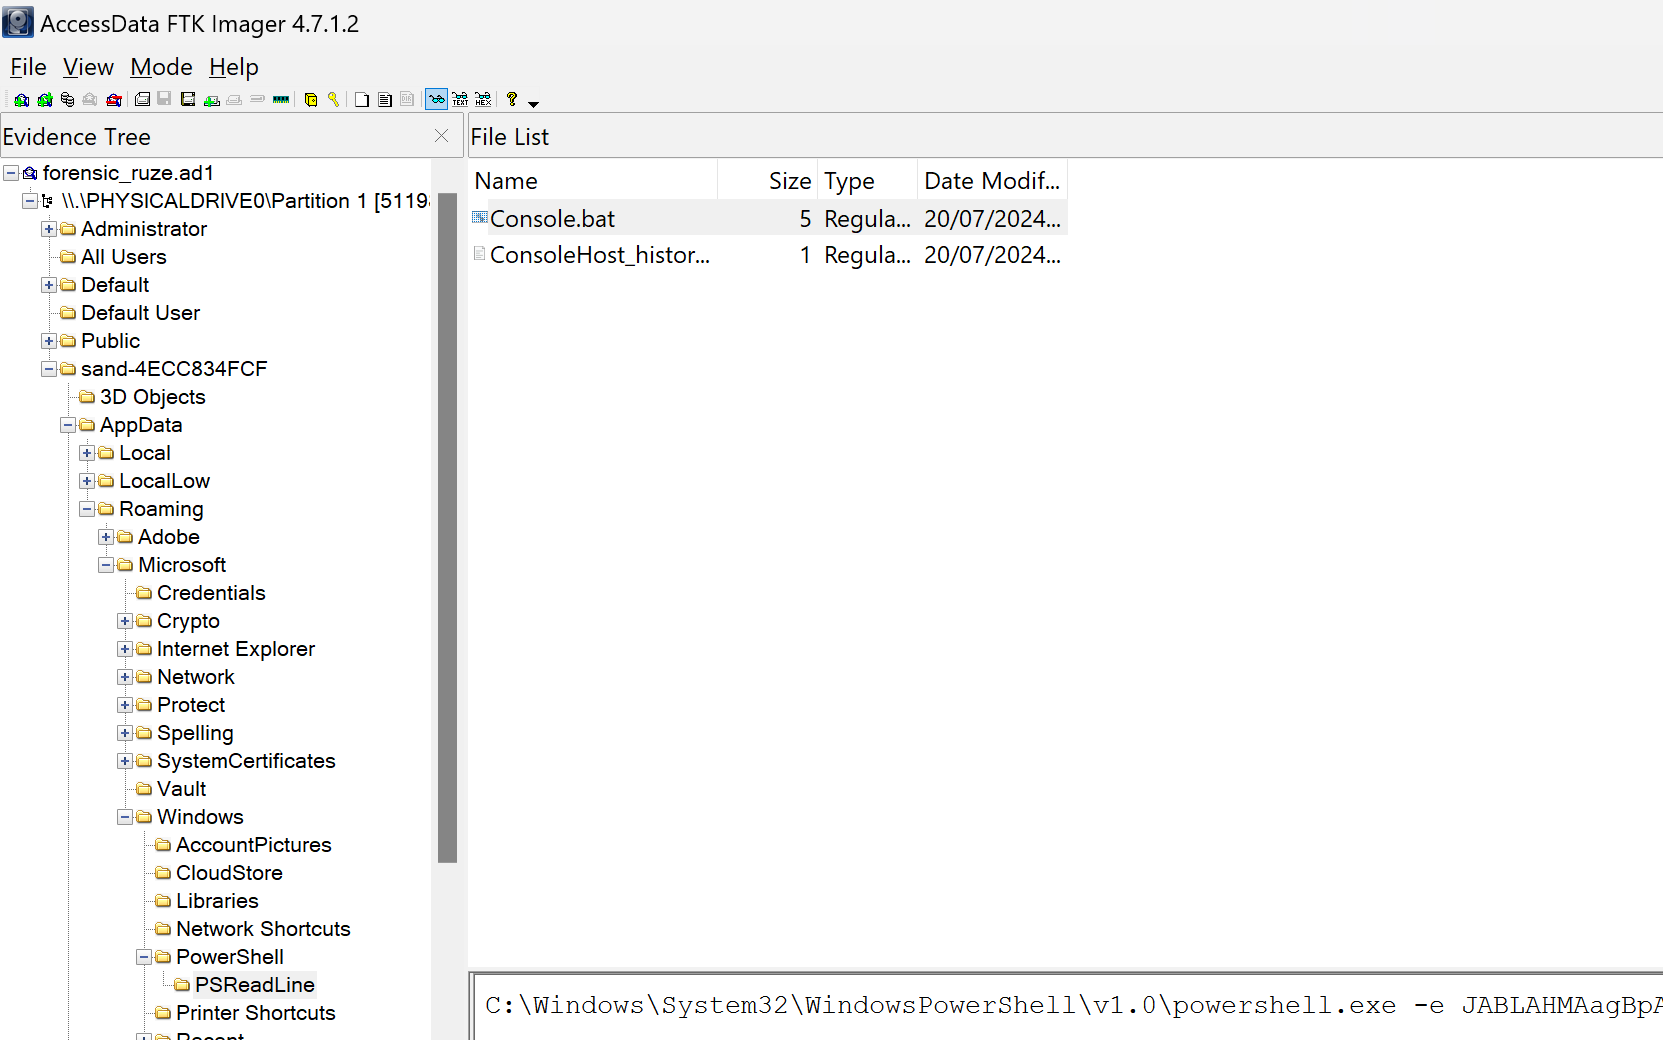 AccessData FTK Imager 4.7.1.2
File View Mode Help
Evidence Tree
forensic_ruze.ad1
\\.\PHYSICALDRIVE0\Partition 1 [5119
Administrator
All Users
Default
Default User
Public
sand-4ECC834FCF
3D Objects
AppData
Local
LocalLow
Roaming
Adobe
Microsoft
Credentials
Crypto
Internet Explorer
Network
Protect
Spelling
SystemCertificates
Vault
Windows
AccountPictures
CloudStore
Libraries
Network Shortcuts
PowerShell
PSReadLine
Printer Shortcuts
Recent
File List
Name Size Type Date Modif...
Console.bat 5 Regula... 20/07/2024...
ConsoleHost_histor... 1 Regula... 20/07/2024...
C:\Windows\System32\WindowsPowerShell\v1.0\powershell.exe -e JABLAHMAagBpA